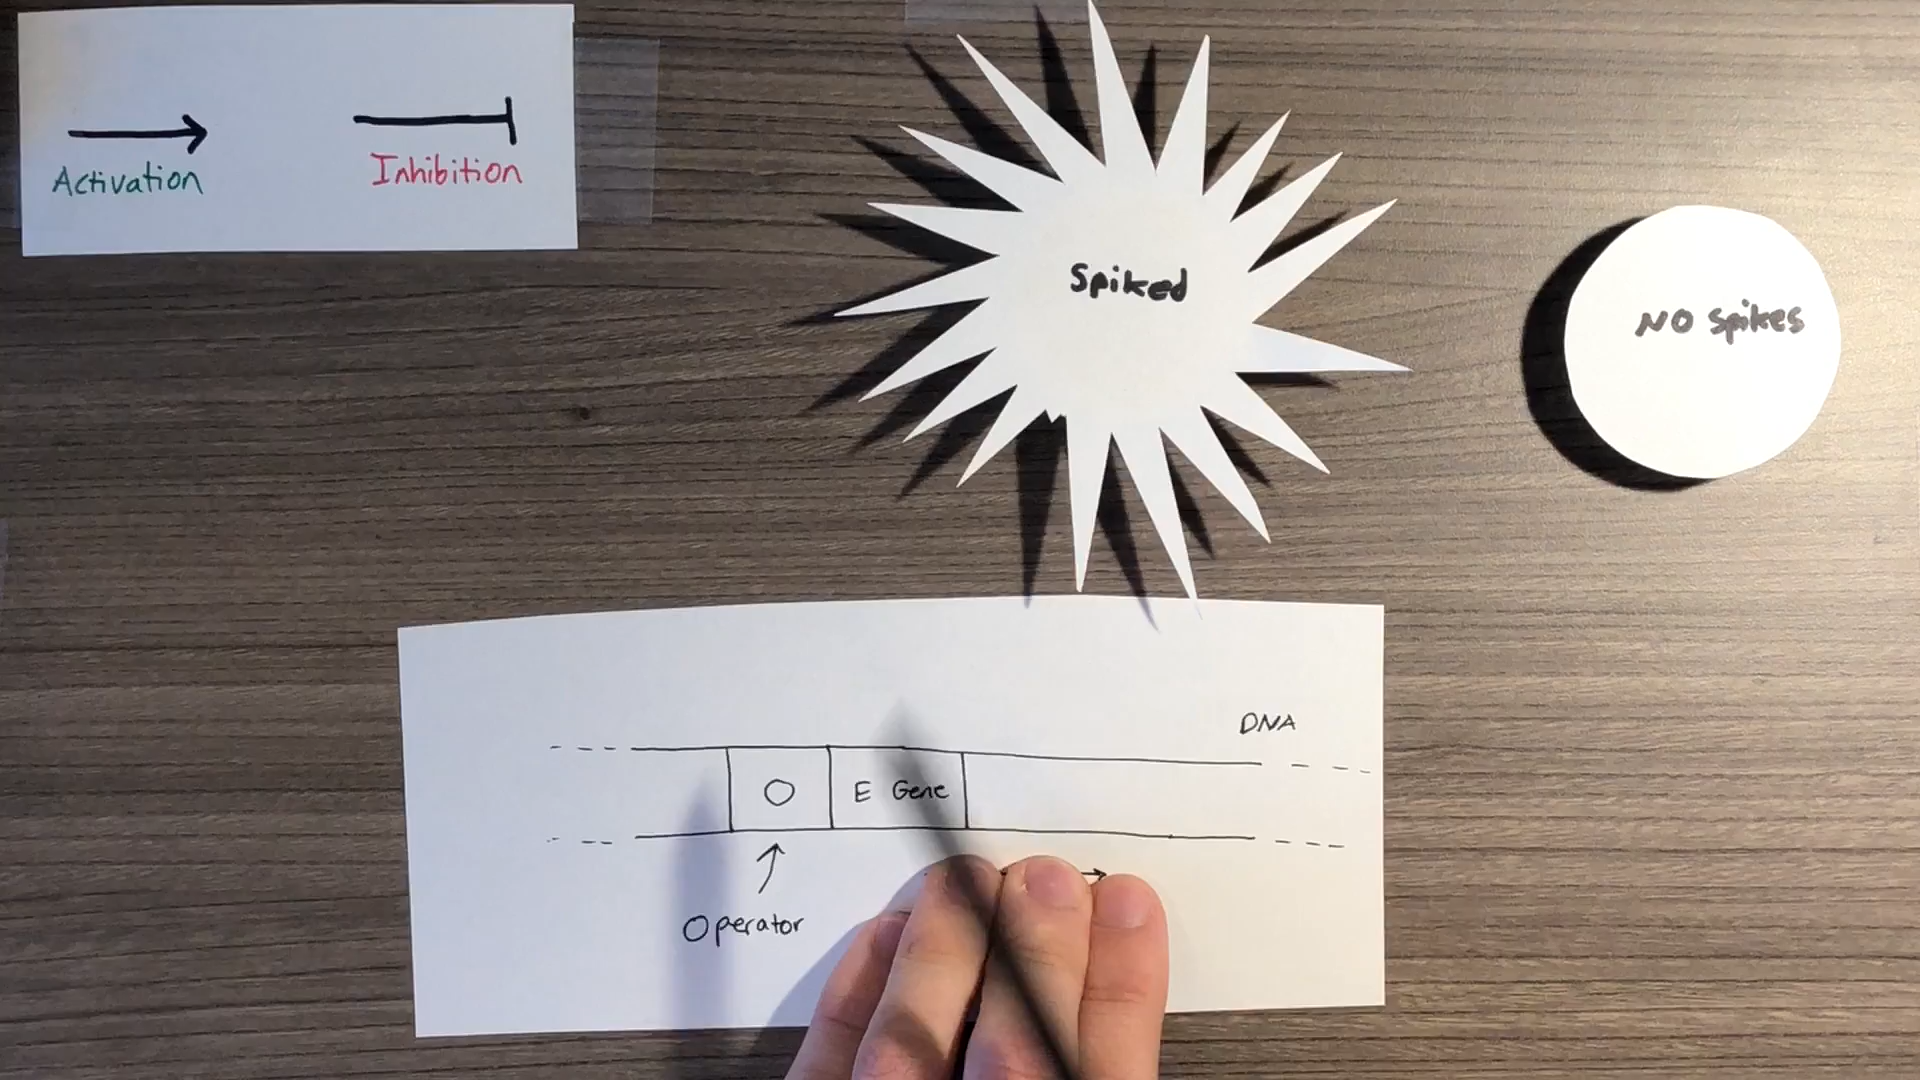 Activation
Inhibition
Spiked
No spikes
DNA
O
E Gene
Operator